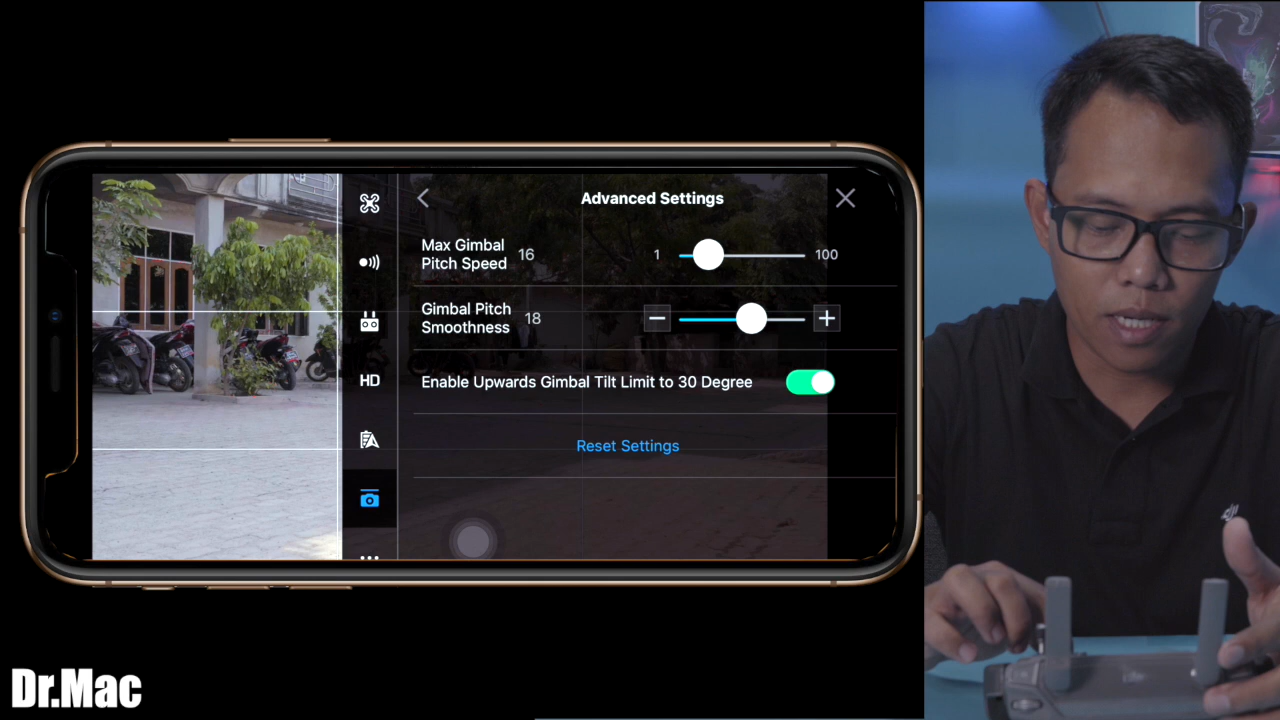 Advanced Settings
Max Gimbal
Pitch Speed
16
1
100
Gimbal Pitch
Smoothness
18
HD
Enable Upwards Gimbal Tilt Limit to 30 Degree
Reset Settings
dji
Dr.Mac